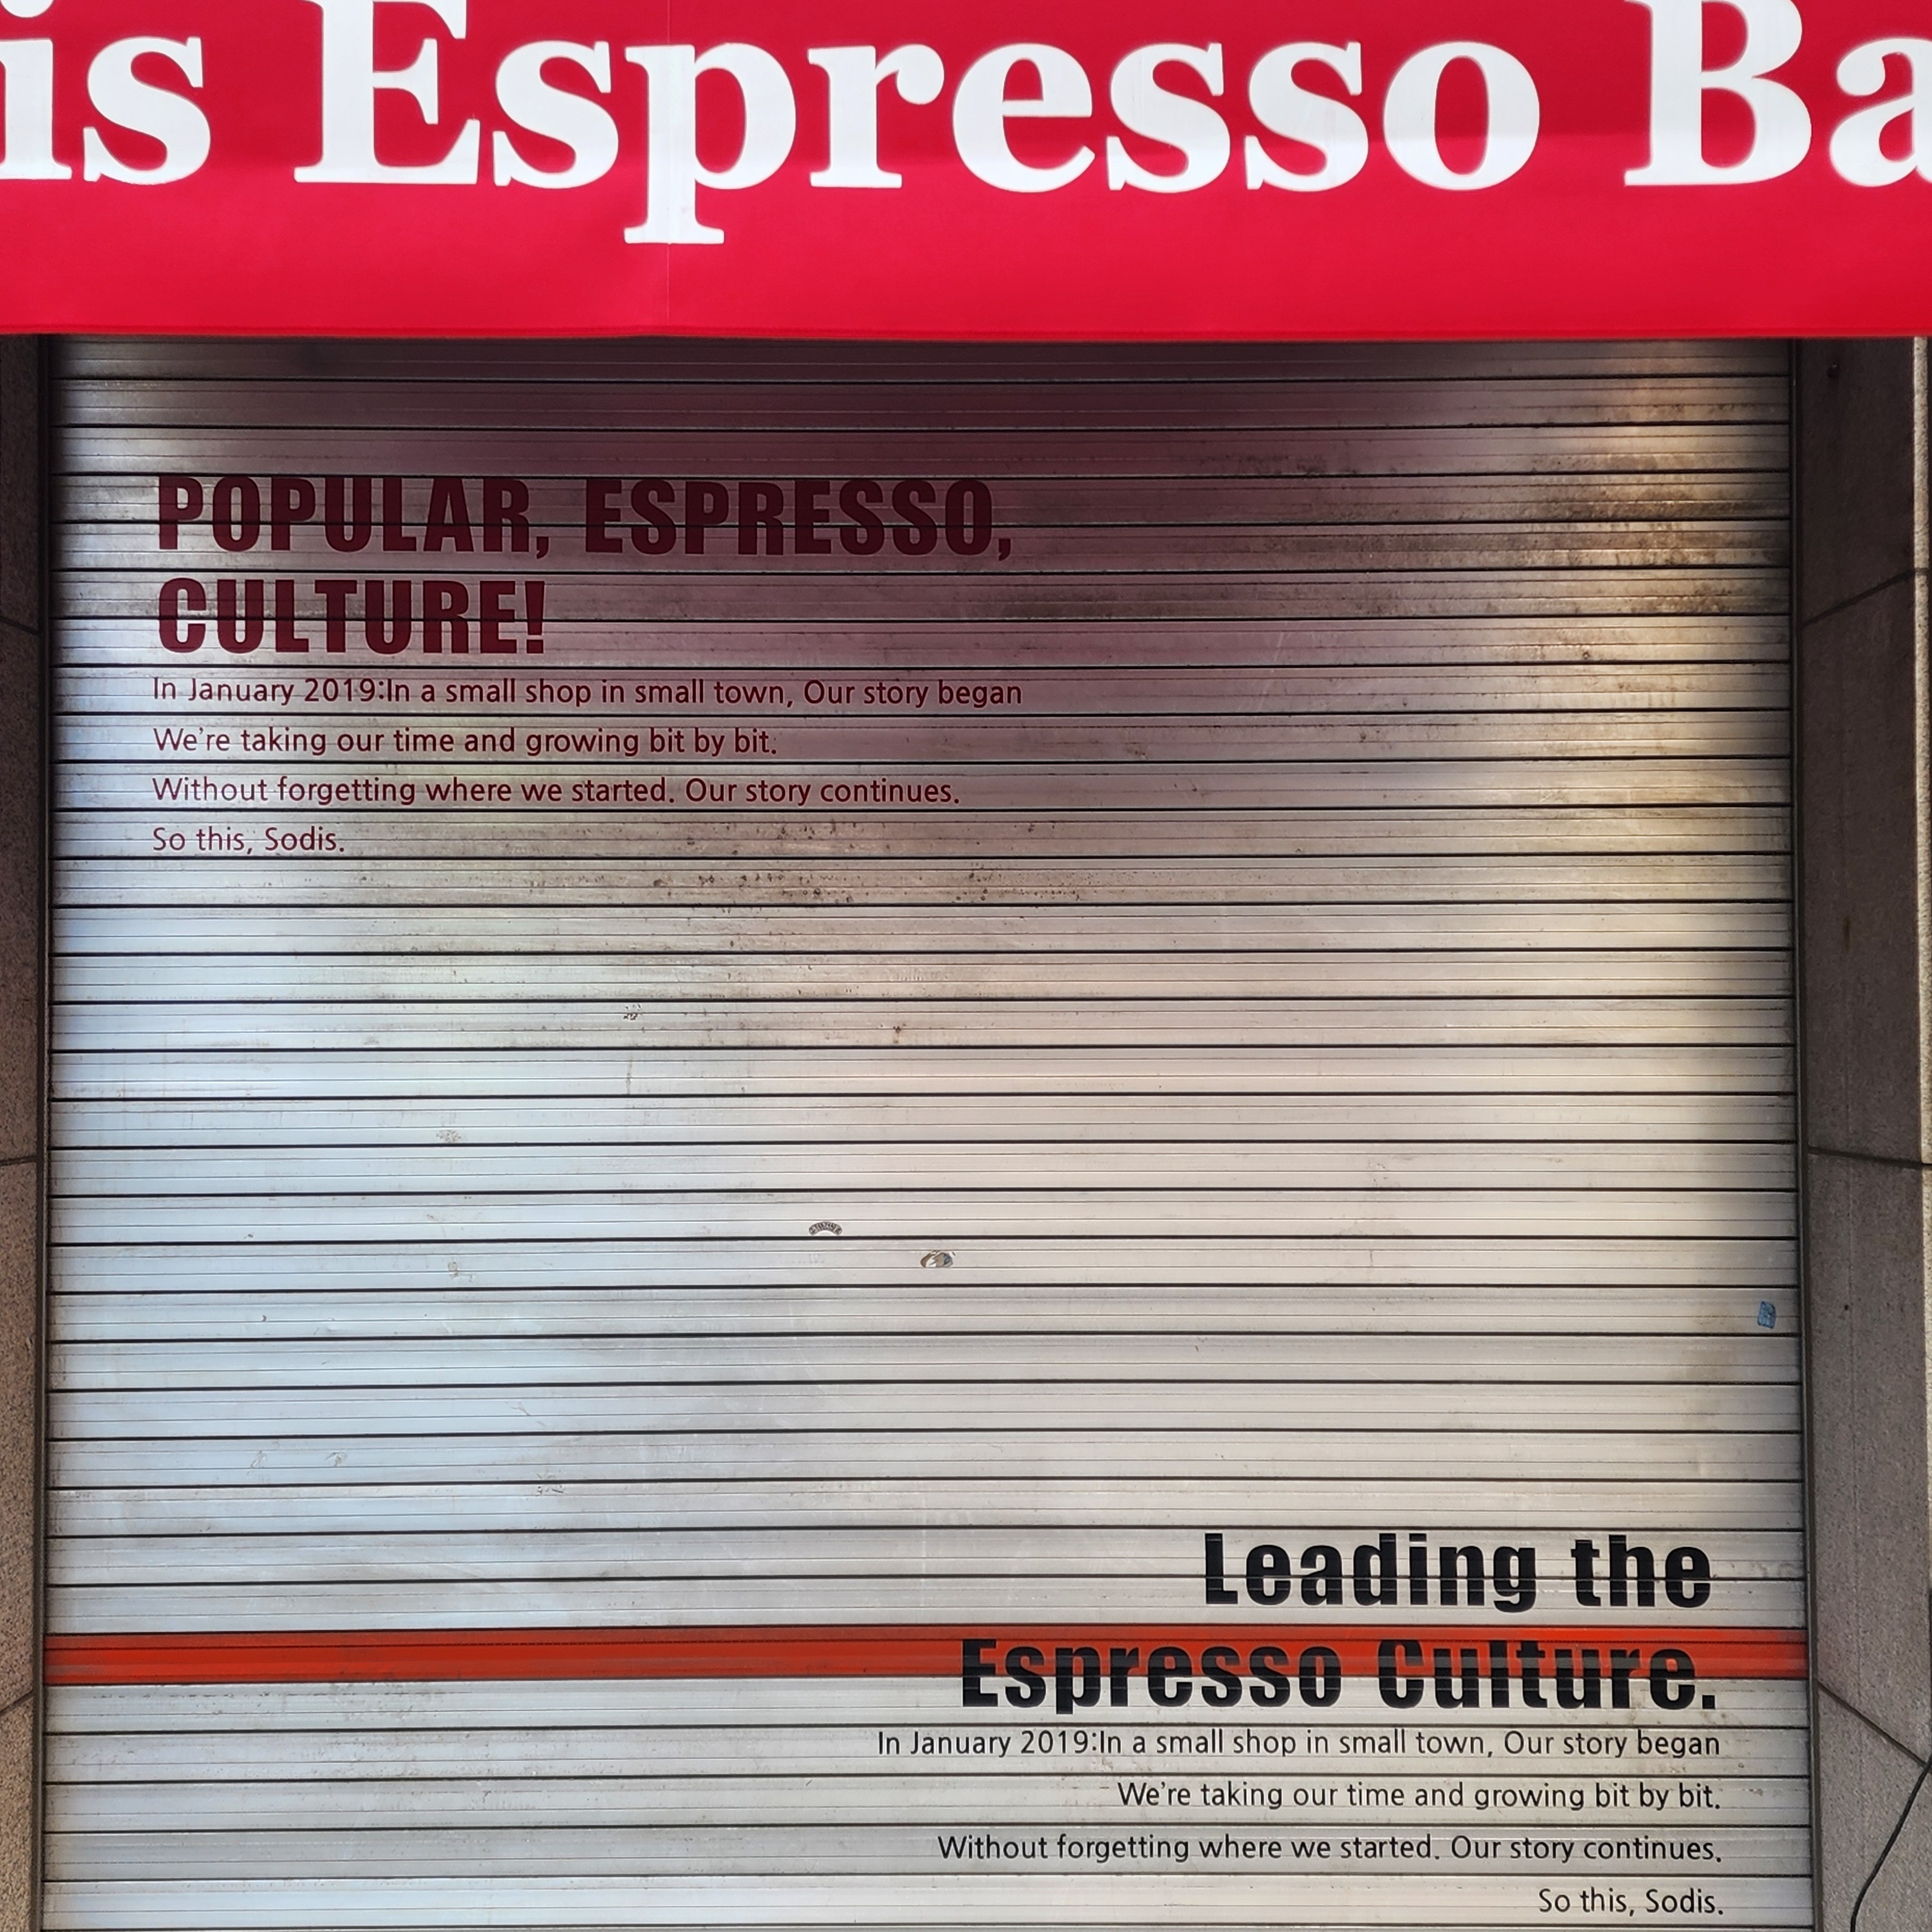 is Espresso Ba
POPULAR, ESPRESSO,
CULTURE!
In January 2019:In a small shop in small town, Our story began
We're taking our time and growing bit by bit.
Without forgetting where we started. Our story continues.
So this, Sodis.
Leading the
Espresso Culture.
In January 2019:In a small shop in small town, Our story began
We're taking our time and growing bit by bit.
Without forgetting where we started. Our story continues.
So this, Sodis.